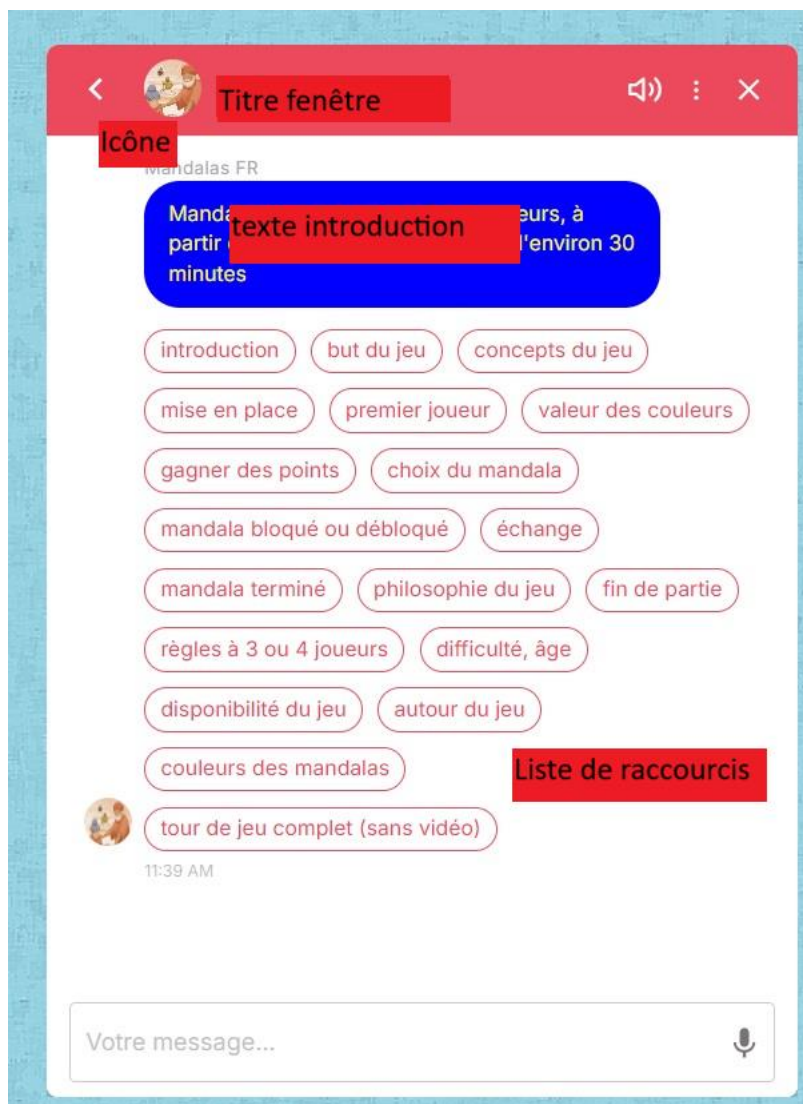 Titre fenêtre
Icône
Mandalas FR
texte introduction
eurs, à
partir l'environ 30
minutes
introduction but du jeu concepts du jeu
mise en place premier joueur valeur des couleurs
gagner des points choix du mandala
mandala bloqué ou débloqué échange
mandala terminé philosophie du jeu fin de partie
règles à 3 ou 4 joueurs difficulté, âge
disponibilité du jeu autour du jeu
couleurs des mandalas Liste de raccourcis
tour de jeu complet (sans vidéo)
11:39 AM
Votre message...